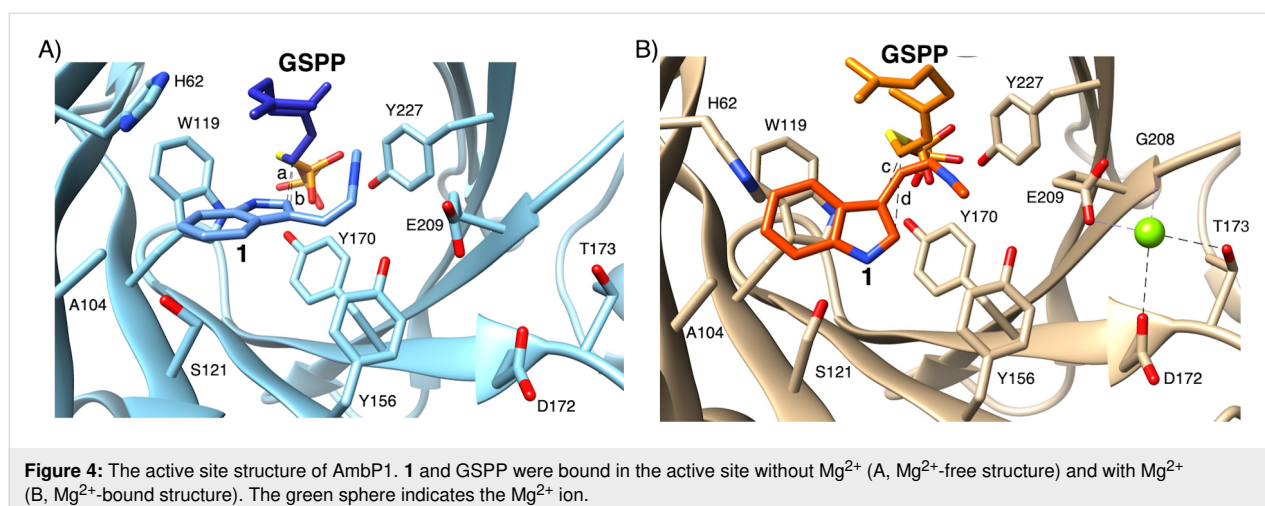 A)
GSPP
H62
W119
Y227
a
b
E209
1
Y170
T173
A104
S121
Y156
D172
B)
GSPP
H62
W119
Y227
G208
c
d
E209
Y170
T173
1
A104
S121
Y156
D172
Figure 4: The active site structure of AmbP1. 1 and GSPP were bound in the active site without Mg²⁺ (A, Mg²⁺-free structure) and with Mg²⁺
(B, Mg²⁺-bound structure). The green sphere indicates the Mg²⁺ ion.